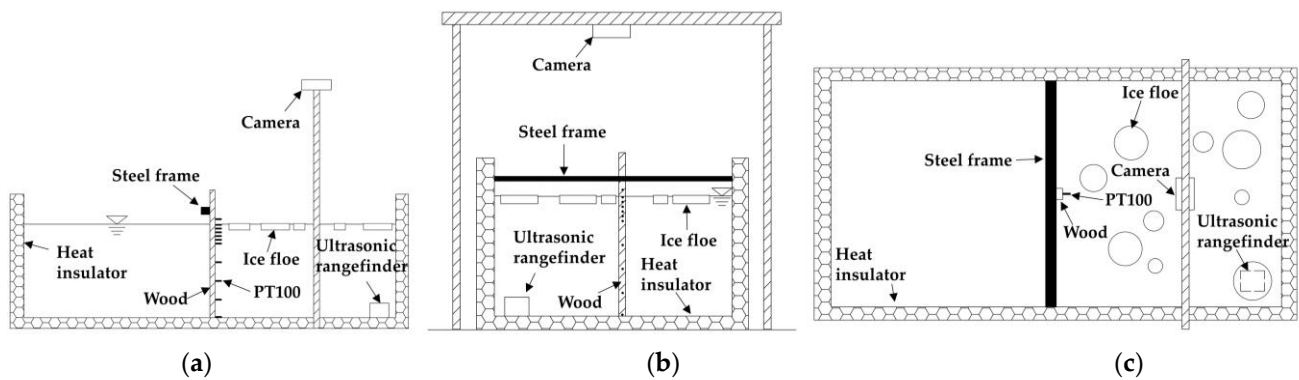 Camera
Steel frame
Heat
insulator
Wood
Ice floe
PT100
Ultrasonic
rangefinder
(a)
Camera
Steel frame
Ultrasonic
rangefinder
Wood
Ice floe
Heat
insulator
(b)
Ice floe
Steel frame
Camera
PT100
Wood
Ultrasonic
rangefinder
Heat
insulator
(c)